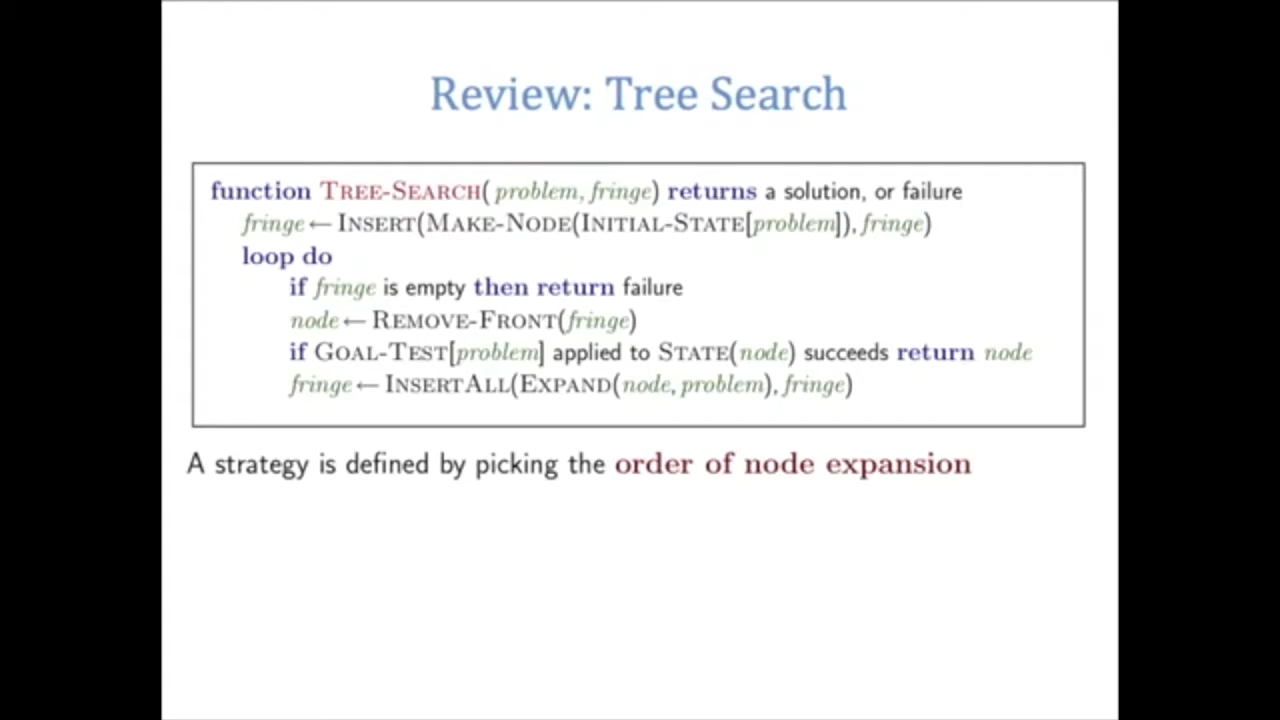 Review: Tree Search
function TREE-SEARCH( problem, fringe) returns a solution, or failure
fringe ← INSERT(MAKE-NODE(INITIAL-STATE[problem]), fringe)
loop do
if fringe is empty then return failure
node ← REMOVE-FRONT(fringe)
if GOAL-TEST[problem] applied to STATE(node) succeeds return node
fringe ← INSERTALL(EXPAND(node, problem), fringe)
A strategy is defined by picking the order of node expansion